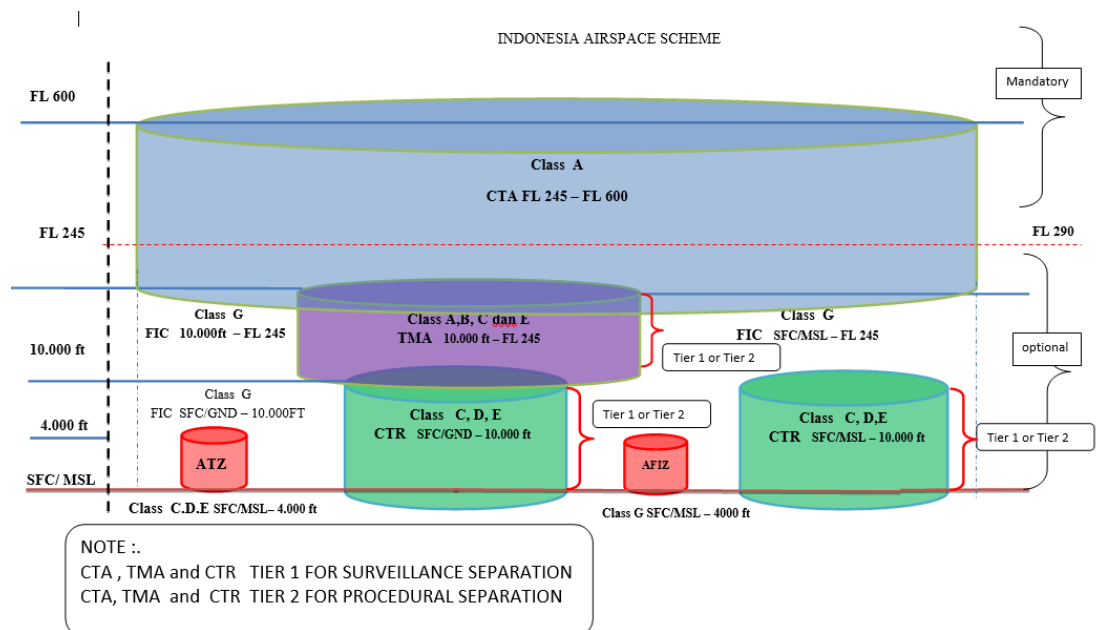 INDONESIA AIRSPACE SCHEME
Mandatory
FL 600
Class A
CTA FL 245 – FL 600
FL 245
FL 290
Class G
FIC 10.000ft – FL 245
Class A,B, C dan E
TMA 10.000 ft – FL 245
Class G
FIC SFC/MSL – FL 245
10.000 ft
Tier 1 or Tier 2
optional
Class G
FIC SFC/GND – 10.000FT
Class C, D, E
CTR SFC/GND – 10.000 ft
Tier 1 or Tier 2
Class C, D,E
CTR SFC/MSL – 10.000 ft
4.000 ft
Tier 1 or Tier 2
ATZ
AFIZ
SFC/ MSL
Class C.D.E SFC/MSL– 4.000 ft
Class G SFC/MSL – 4000 ft
NOTE :.
CTA , TMA and CTR TIER 1 FOR SURVEILLANCE SEPARATION
CTA, TMA and CTR TIER 2 FOR PROCEDURAL SEPARATION